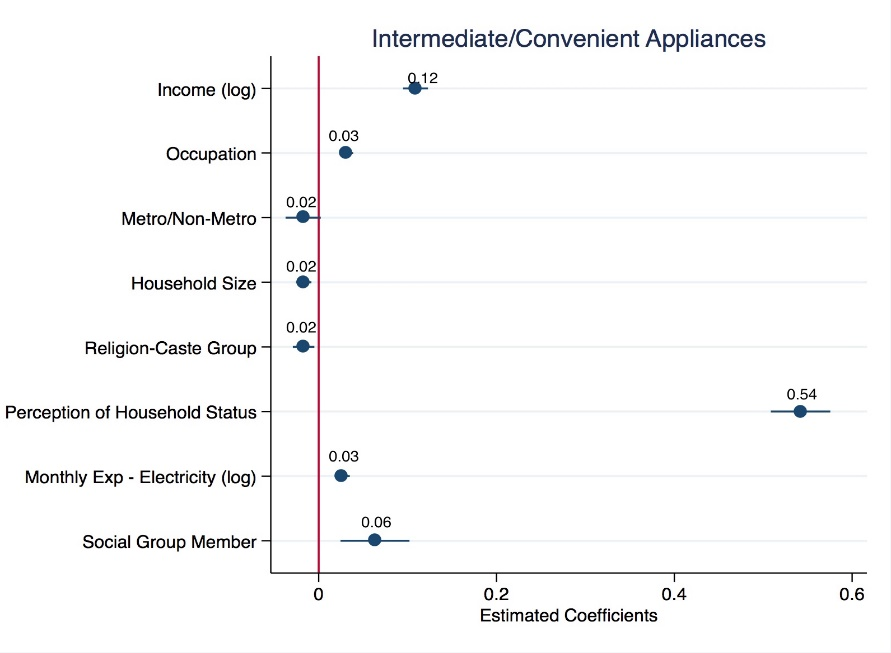 Intermediate/Convenient Appliances
Income (log)
0.12
Occupation
0.03
Metro/Non-Metro
0.02
Household Size
0.02
Religion-Caste Group
0.02
Perception of Household Status
0.54
Monthly Exp - Electricity (log)
0.03
Social Group Member
0.06
0 0.2 0.4 0.6
Estimated Coefficients